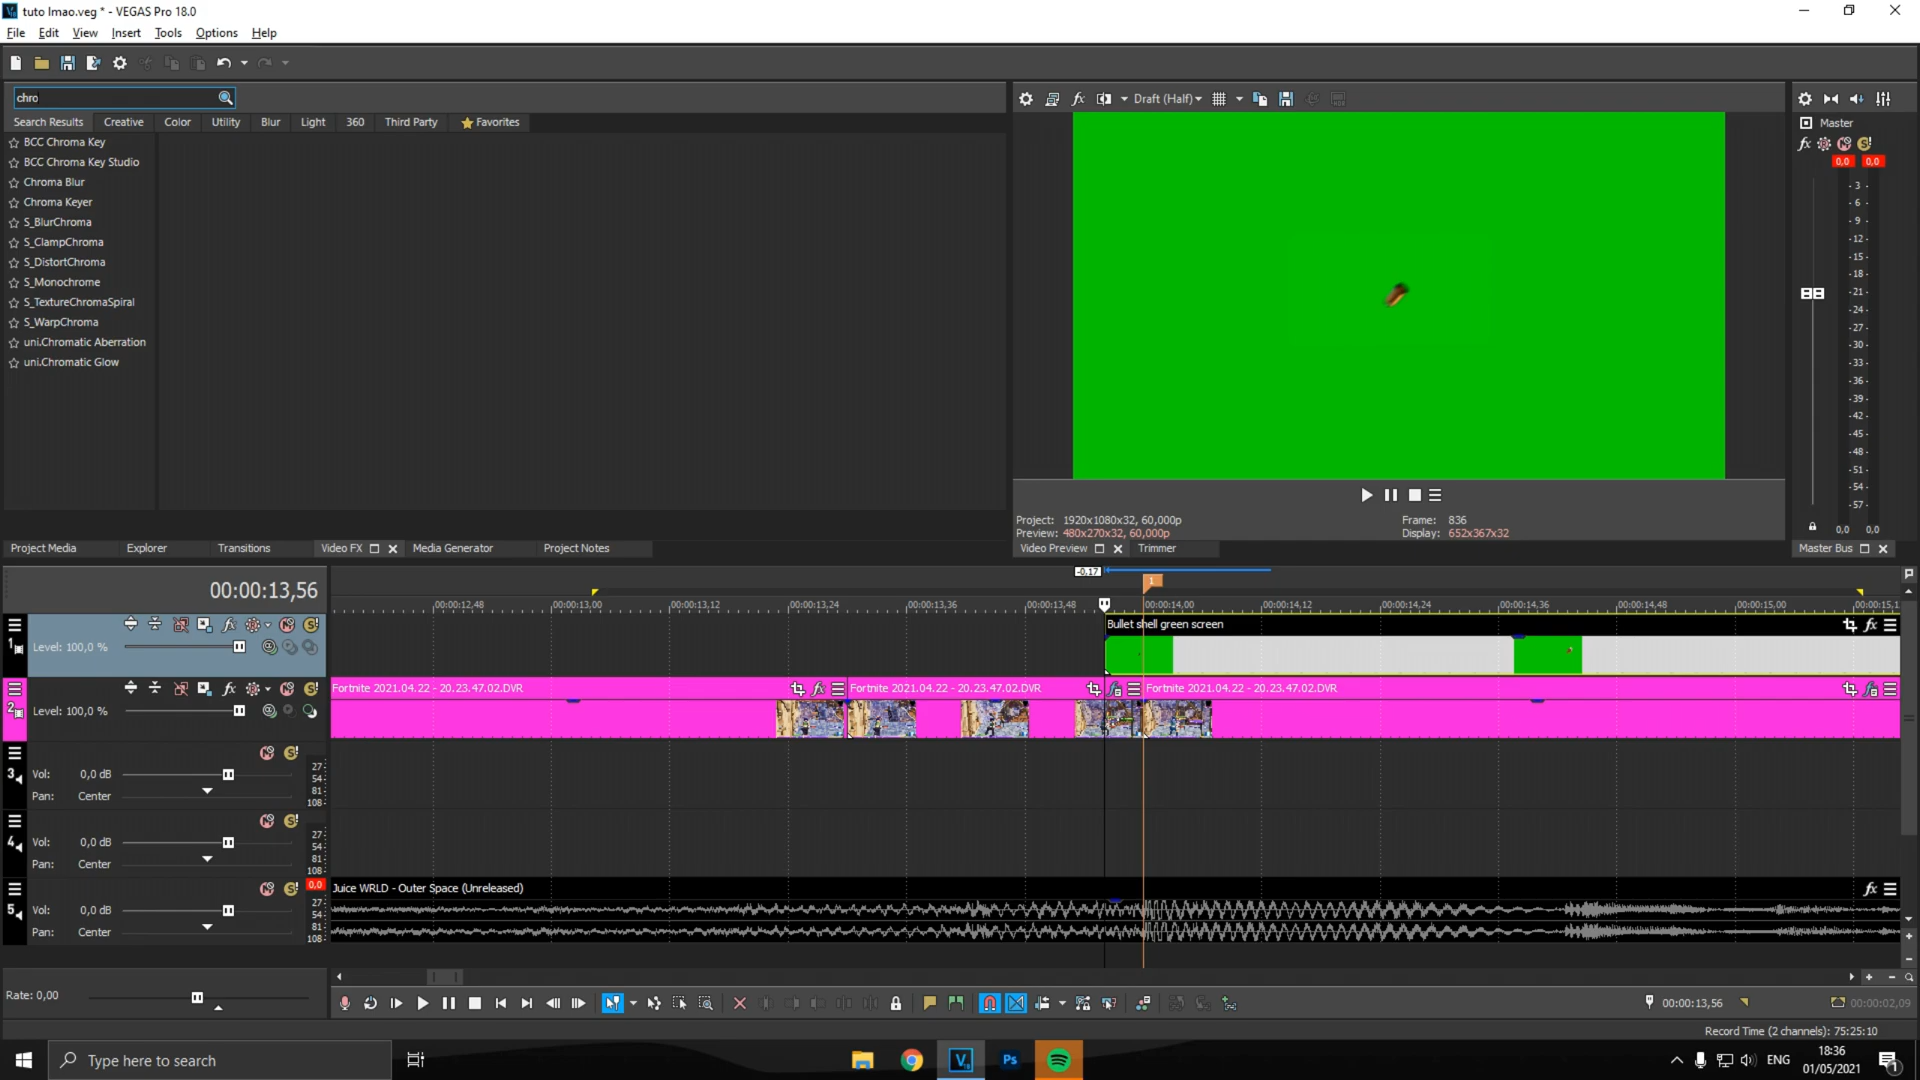 tuto lmao.veg * - VEGAS Pro 18.0
File Edit View Insert Tools Options Help
chro
Search Results Creative Color Utility Blur Light 360 Third Party Favorites
BCC Chroma Key
BCC Chroma Key Studio
Chroma Blur
Chroma Keyer
S_BlurChroma
S_ClampChroma
S_DistortChroma
S_Monochrome
S_TextureChromaSpiral
S_WarpChroma
uni.Chromatic Aberration
uni.Chromatic Glow
fx Draft (Half)
Master
fx
0,0 0,0
- 3 -
- 6 -
- 9 -
- 12 -
- 15 -
- 18 -
- 21 -
- 24 -
- 27 -
- 30 -
- 33 -
- 36 -
- 39 -
- 42 -
- 45 -
- 48 -
- 51 -
- 54 -
- 57 -
0,0 0,0
Project: 1920x1080x32, 60,000p
Preview: 480x270x32, 60,000p
Frame: 836
Display: 652x367x32
Project Media Explorer Transitions Video FX Media Generator Project Notes
Video Preview Trimmer
Master Bus
00:00:13,56
-0,17
1
00:00:12,48 00:00:13,00 00:00:13,12 00:00:13,24 00:00:13,36 00:00:13,48 00:00:14,00 00:00:14,12 00:00:14,24 00:00:14,36 00:00:14,48 00:00:15,00 00:00:15,1
1 Level: 100,0 %
Bullet shell green screen
2 Level: 100,0 %
Fortnite 2021.04.22 - 20.23.47.02.DVR Fortnite 2021.04.22 - 20.23.47.02.DVR Fortnite 2021.04.22 - 20.23.47.02.DVR
3 Vol: 0,0 dB
Pan: Center
27
54
81
108
4 Vol: 0,0 dB
Pan: Center
27
54
81
108
0,0
Juice WRLD - Outer Space (Unreleased)
5 Vol: 0,0 dB
Pan: Center
27
54
81
108
Rate: 0,00
00:00:13,56
00:00:02,09
Record Time (2 channels): 75:25:10
Type here to search
Ps
ENG
18:36
01/05/2021
1